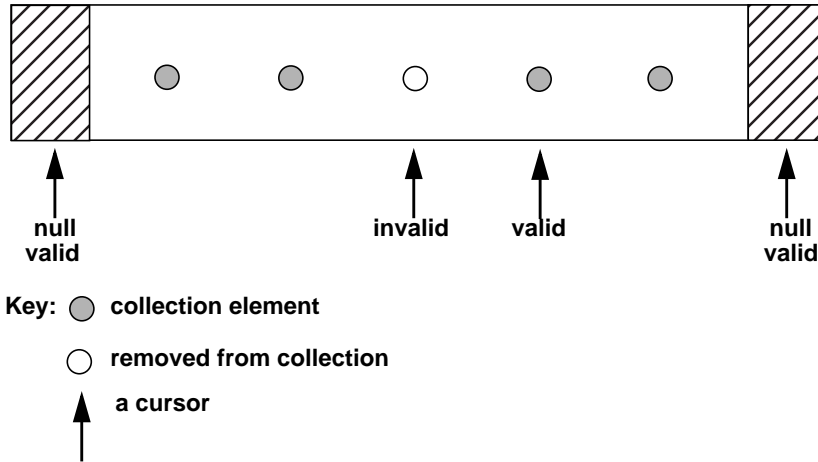 null
valid
invalid
valid
null
valid
Key:
collection element
removed from collection
a cursor